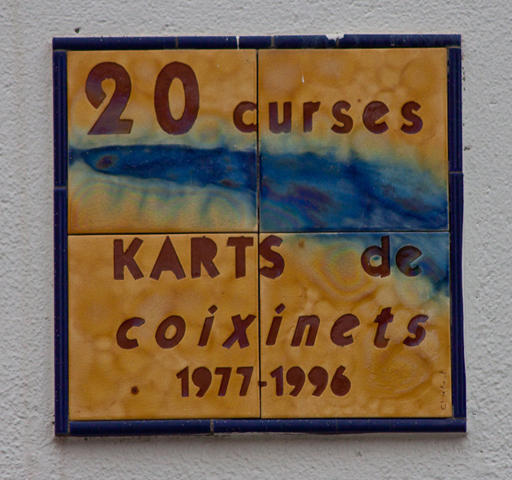 20 curses
KARTS de
coixinets
1977-1996